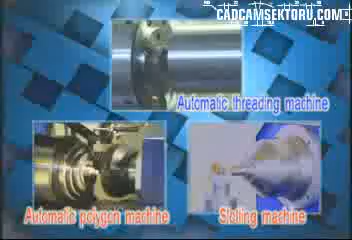 CADCAMSEKTORU.COM
Automatic threading machine
Automatic polygon machine
Slotting machine